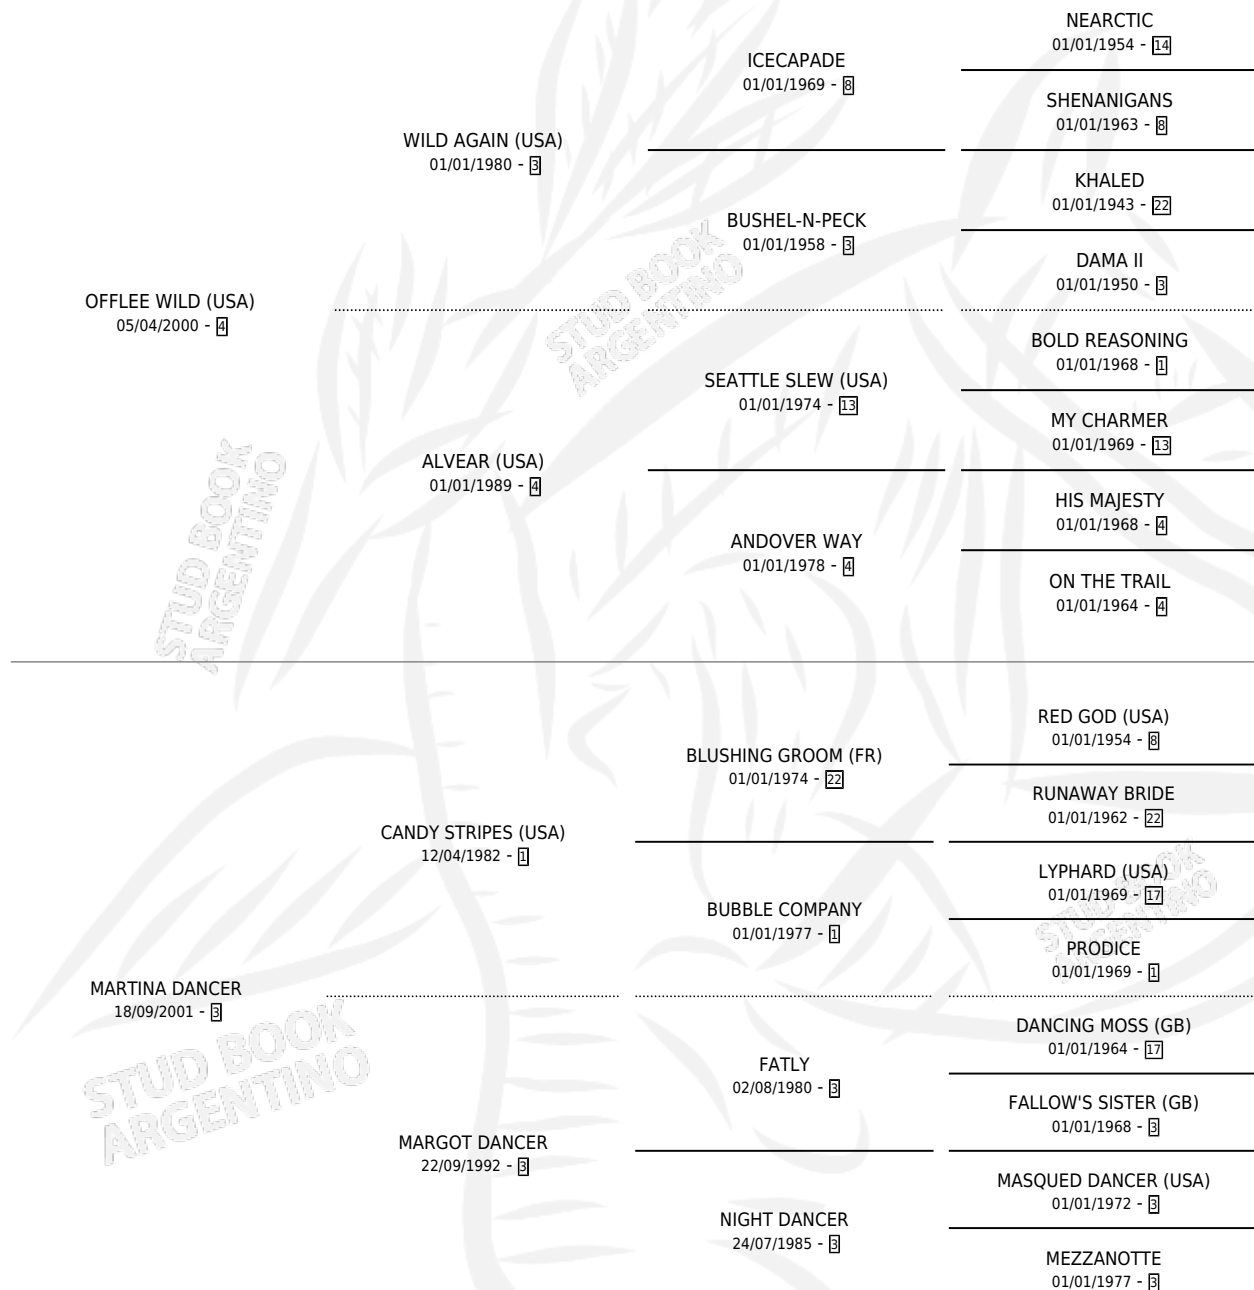 NEARCTIC
01/01/1954 - 14
ICECAPADE
01/01/1969 - 8
SHENANIGANS
01/01/1963 - 8
WILD AGAIN (USA)
01/01/1980 - 3
KHALED
01/01/1943 - 22
BUSHEL-N-PECK
01/01/1958 - 3
DAMA II
01/01/1950 - 3
OFFLEE WILD (USA)
05/04/2000 - 4
BOLD REASONING
01/01/1968 - 1
SEATTLE SLEW (USA)
01/01/1974 - 13
MY CHARMER
01/01/1969 - 13
ALVEAR (USA)
01/01/1989 - 4
HIS MAJESTY
01/01/1968 - 4
ANDOVER WAY
01/01/1978 - 4
ON THE TRAIL
01/01/1964 - 4
RED GOD (USA)
01/01/1954 - 8
BLUSHING GROOM (FR)
01/01/1974 - 22
RUNAWAY BRIDE
01/01/1962 - 22
CANDY STRIPES (USA)
12/04/1982 - 1
LYPHARD (USA)
01/01/1969 - 17
BUBBLE COMPANY
01/01/1977 - 1
PRODICE
01/01/1969 - 1
MARTINA DANCER
18/09/2001 - 3
DANCING MOSS (GB)
01/01/1964 - 17
FATLY
02/08/1980 - 3
FALLOW'S SISTER (GB)
01/01/1968 - 3
MARGOT DANCER
22/09/1992 - 3
MASQUED DANCER (USA)
01/01/1972 - 3
NIGHT DANCER
24/07/1985 - 3
MEZZANOTTE
01/01/1977 - 3
STUD BOOK
ARGENTINO
STUD BOOK
ARGENTINO
STUD BOOK
ARGENTINO
STUD BOOK
ARGENTINO